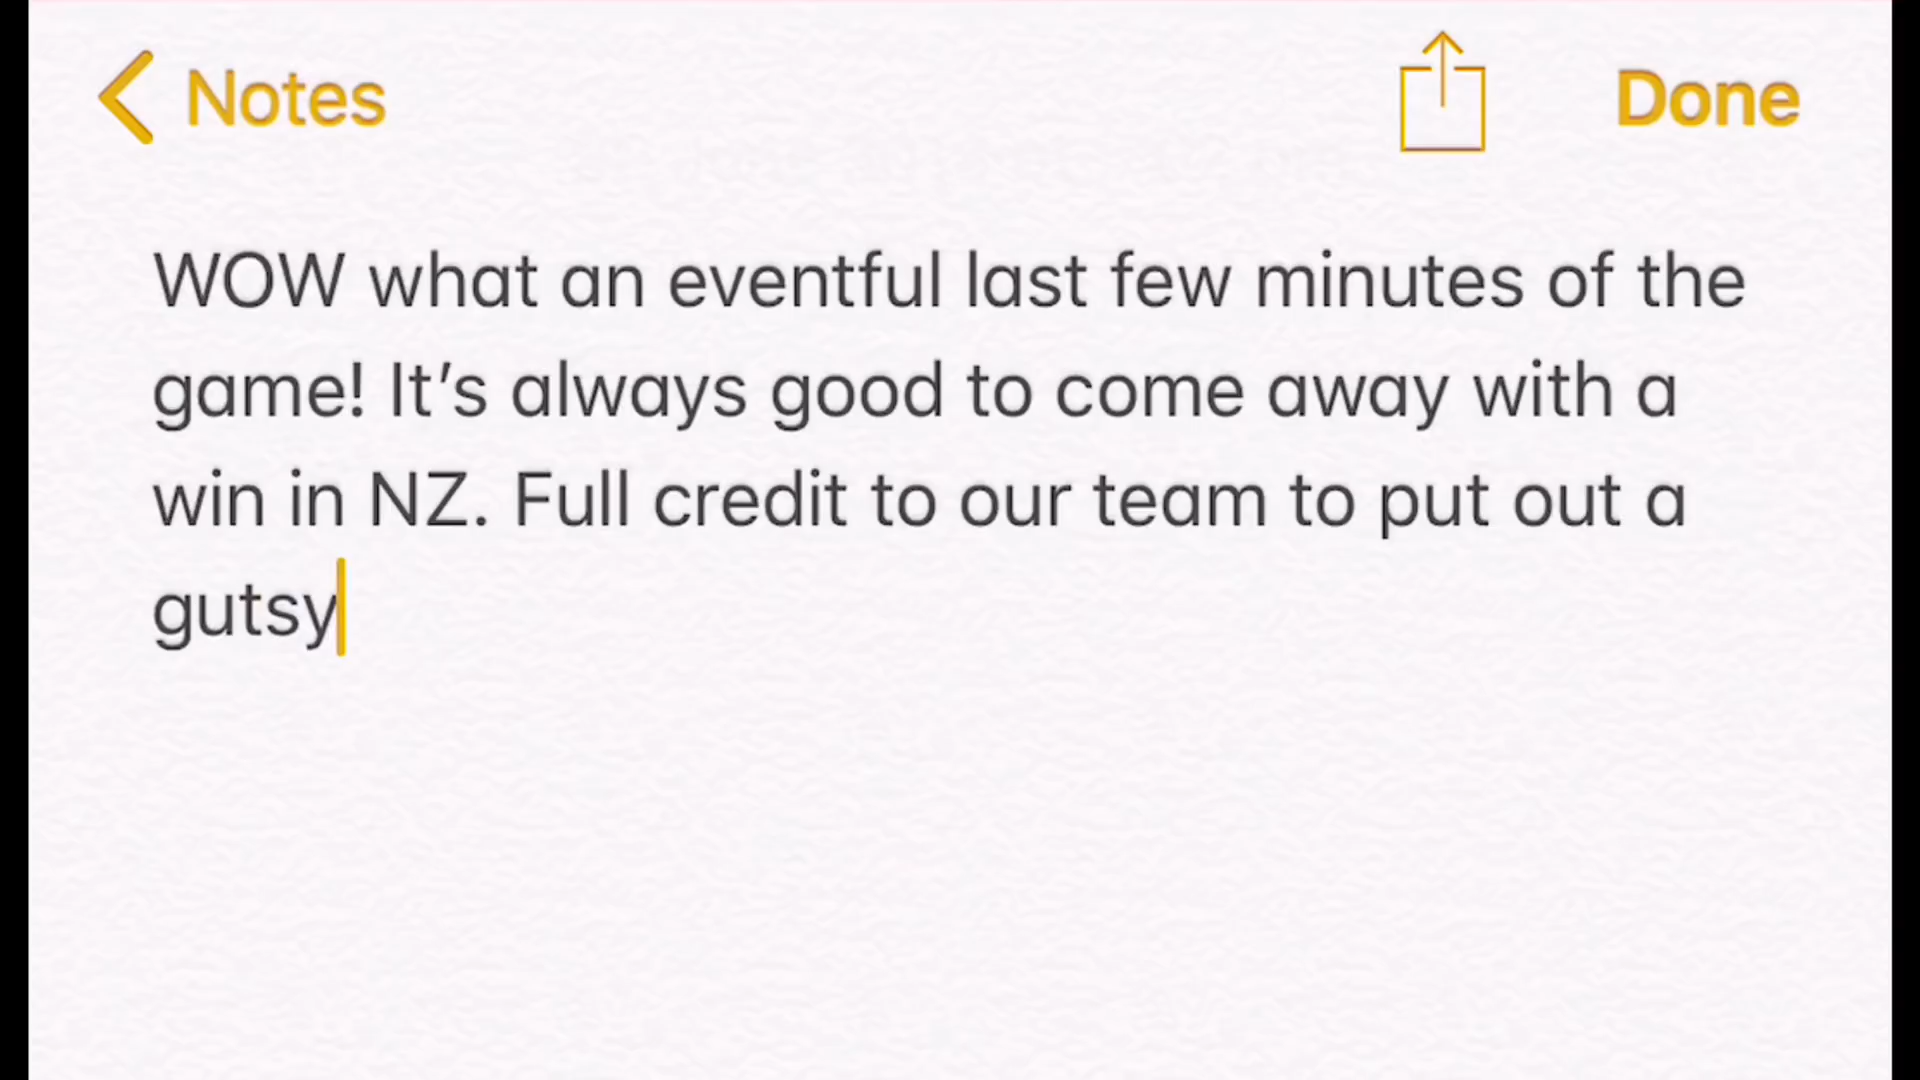 Notes
Done
WOW what an eventful last few minutes of the
game! It’s always good to come away with a
win in NZ. Full credit to our team to put out a
gutsy